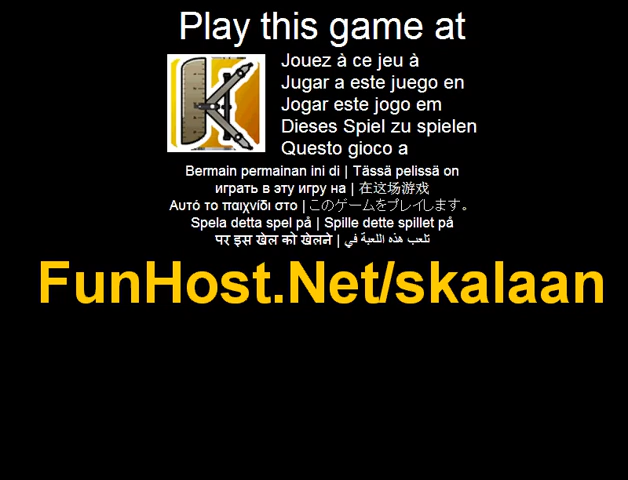 Play this game at
Jouez à ce jeu à
Jugar a este juego en
Jogar este jogo em
Dieses Spiel zu spielen
Questo gioco a
Bermain permainan ini di | Tässä pelissä on
играть в эту игру на | 在这场游戏
Αυτό το παιχνίδι στο | このゲームをプレイします。
Spela detta spel på | Spille dette spillet på
पर इस खेल को खेलने | تلعب هذه اللعبة في
FunHost.Net/skalaan